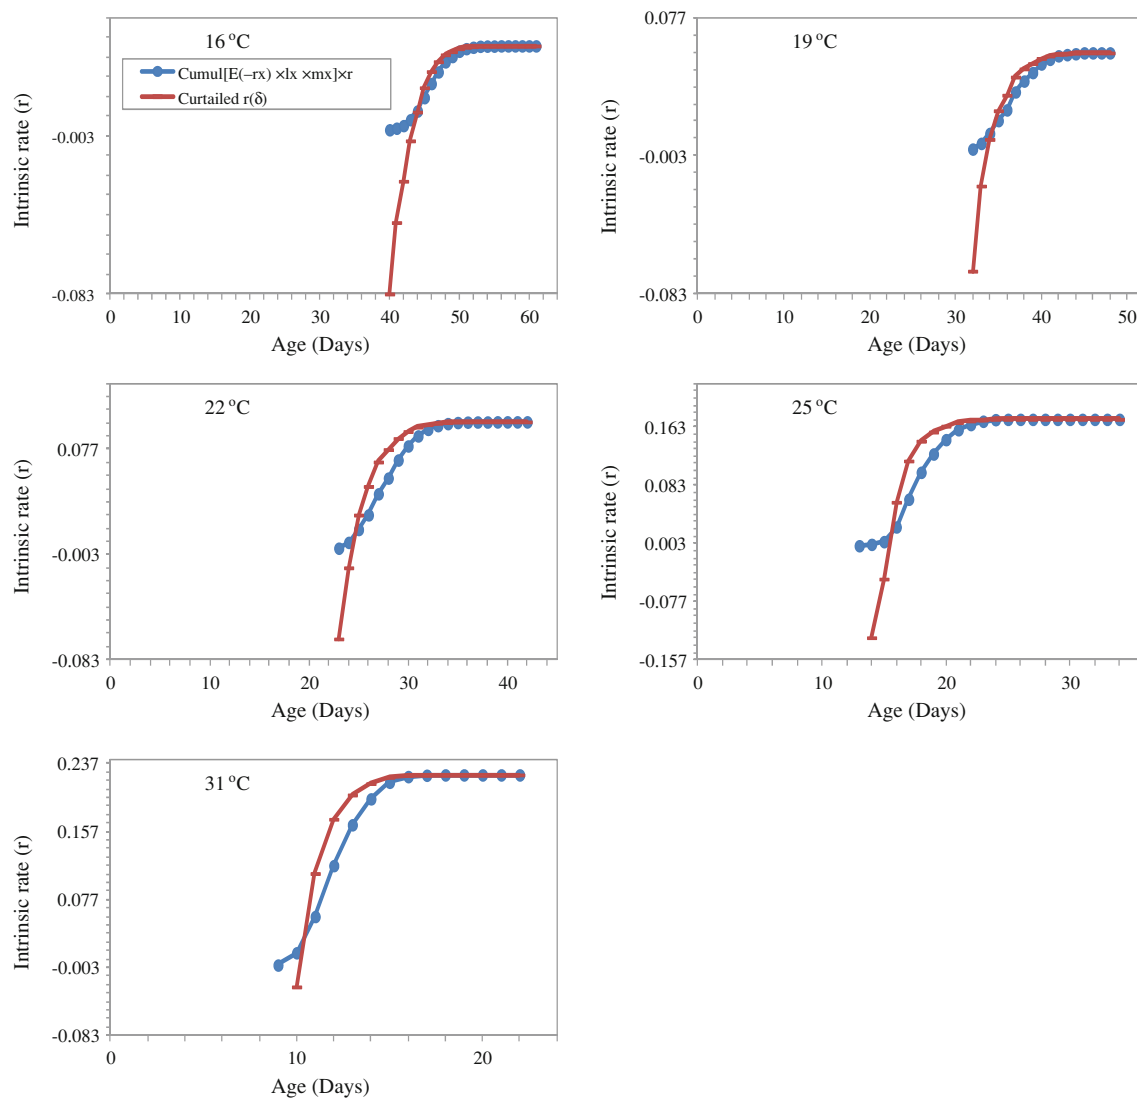 16 °C
Cumul[E(–rx) ×lx ×mx]×r
Curtailed r(δ)
Intrinsic rate (r)
-0.003
-0.083
0 10 20 30 40 50 60
Age (Days)
19 °C
Intrinsic rate (r)
0.077
-0.003
-0.083
0 10 20 30 40 50
Age (Days)
22 °C
Intrinsic rate (r)
0.077
-0.003
-0.083
0 10 20 30 40
Age (Days)
25 °C
Intrinsic rate (r)
0.163
0.083
0.003
-0.077
-0.157
0 10 20 30
Age (Days)
31 °C
Intrinsic rate (r)
0.237
0.157
0.077
-0.003
-0.083
0 10 20
Age (Days)